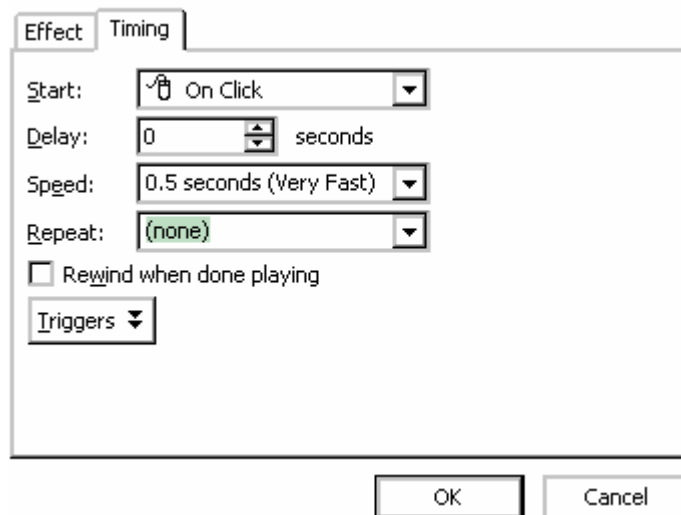 Effect Timing
Start: On Click
Delay: 0 seconds
Speed: 0.5 seconds (Very Fast)
Repeat: (none)
Rewind when done playing
Triggers
OK Cancel